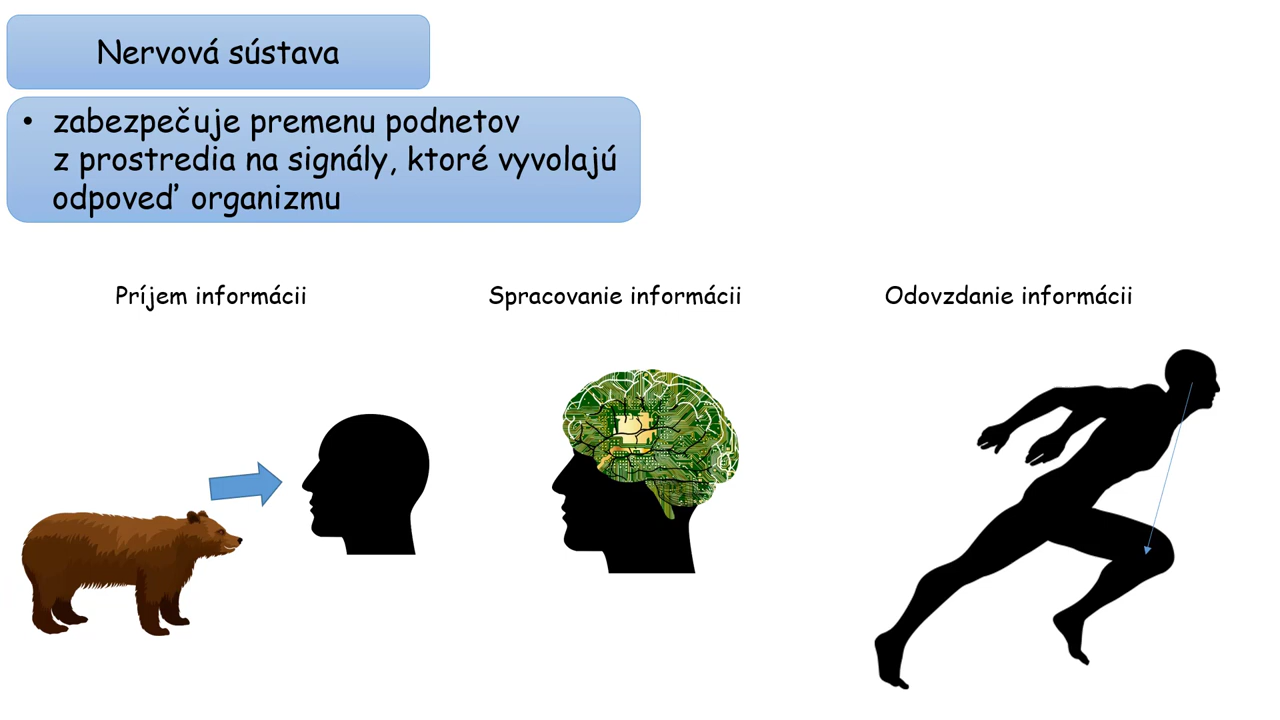 Nervová sústava
• zabezpečuje premenu podnetov
z prostredia na signály, ktoré vyvolajú
odpoveď organizmu
Príjem informácii
Spracovanie informácii
Odovzdanie informácii